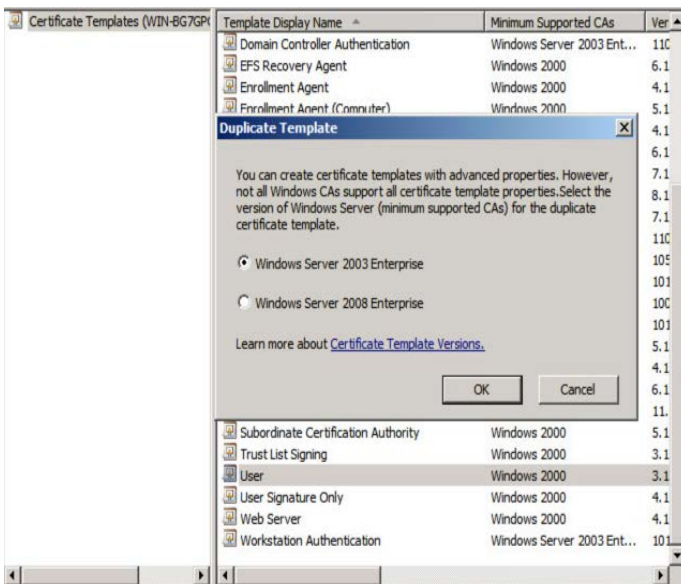 Certificate Templates (WIN-BG7GP
Template Display Name Minimum Supported CAs Ver
Domain Controller Authentication Windows Server 2003 Ent... 110
EFS Recovery Agent Windows 2000 6.1
Enrollment Agent Windows 2000 4.1
Enrollment Agent (Computer) Windows 2000 5.1
Duplicate Template
4.1
6.1
You can create certificate templates with advanced properties. However,
7.1
not all Windows CAs support all certificate template properties.Select the
8.1
version of Windows Server (minimum supported CAs) for the duplicate
7.1
certificate template.
110
Windows Server 2003 Enterprise
105
101
Windows Server 2008 Enterprise
100
101
Learn more about Certificate Template Versions.
5.1
4.1
OK Cancel
6.1
11.
Subordinate Certification Authority Windows 2000 5.1
Trust List Signing Windows 2000 3.1
User Windows 2000 3.1
User Signature Only Windows 2000 4.1
Web Server Windows 2000 4.1
Workstation Authentication Windows Server 2003 Ent... 101